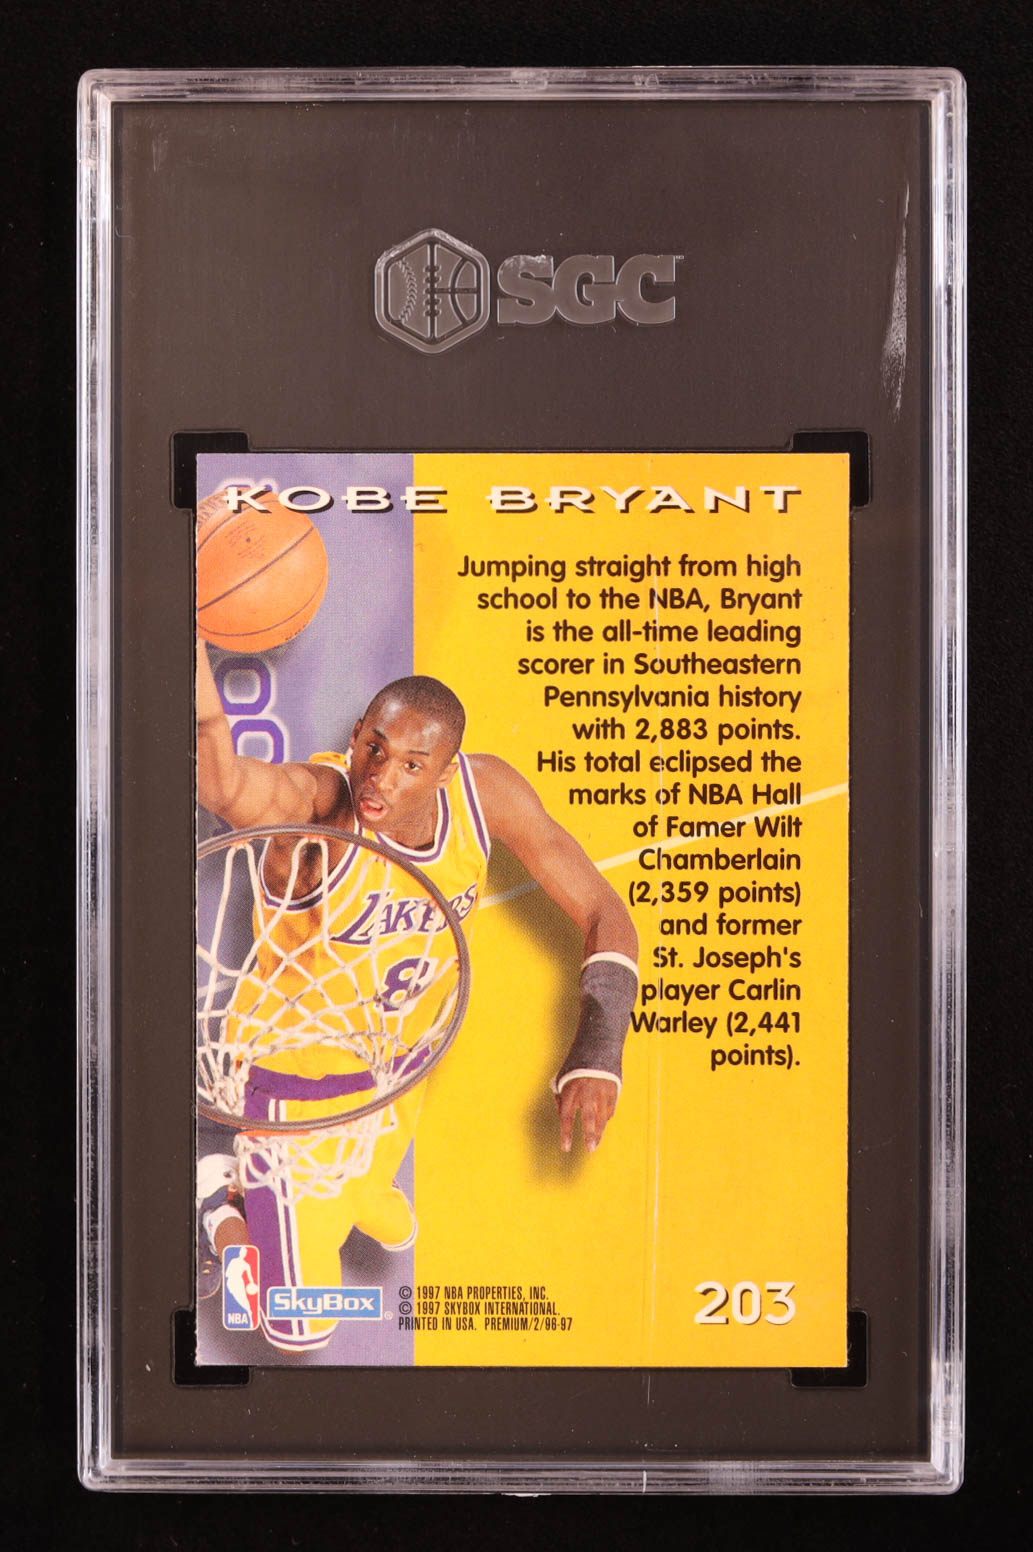 SGC
KOBE BRYANT
Jumping straight from high
school to the NBA, Bryant
is the all-time leading
scorer in Southeastern
Pennsylvania history
with 2,883 points.
His total eclipsed the
marks of NBA Hall
of Famer Wilt
Chamberlain
(2,359 points)
and former
St. Joseph's
player Carlin
Warley (2,441
points).
LAKERS
8
NBA
SkyBox®
© 1997 NBA PROPERTIES, INC.
© 1997 SKYBOX INTERNATIONAL.
PRINTED IN USA. PREMIUM/2/96-97
203